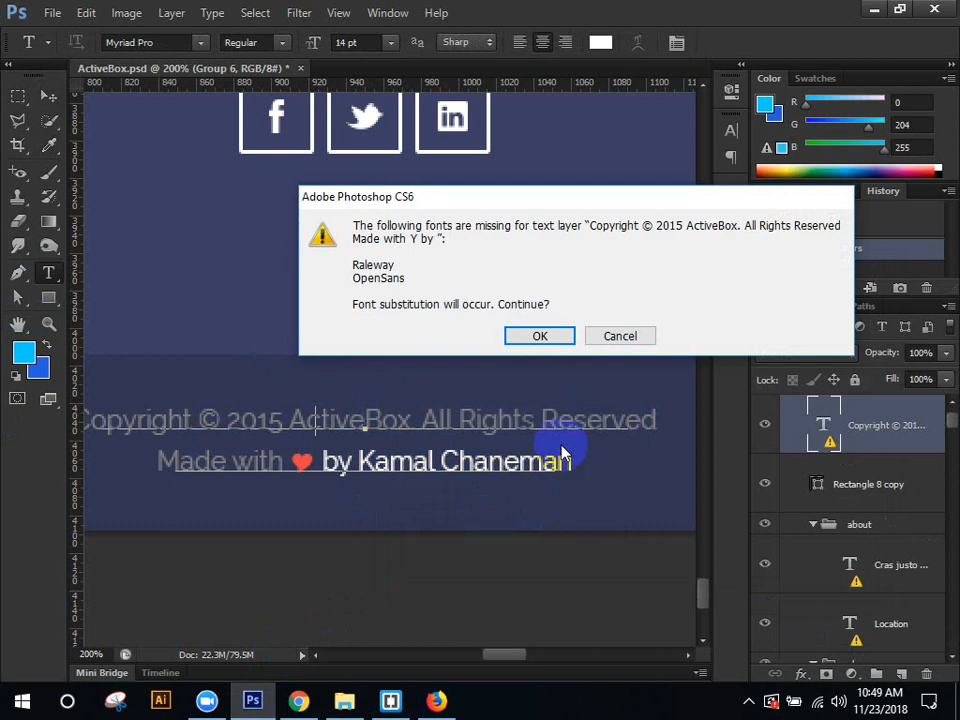 Ps File Edit Image Layer Type Select Filter View Window Help
T Myriad Pro Regular 14 pt Sharp
ActiveBox.psd @ 200% (Group 6, RGB/8#) * ×
800 820 840 860 880 900 920 940 960 980 1000 1020 1040 1060 1080 1100
Color Swatches
R 0
G 204
B 255
History
Adobe Photoshop CS6
The following fonts are missing for text layer “Copyright © 2015 ActiveBox. All Rights Reserved
Made with Y by ”:
Raleway
OpenSans
Font substitution will occur. Continue?
OK Cancel
Opacity: 100%
Lock: Fill: 100%
Copyright © 201...
Rectangle 8 copy
about
Cras justo ...
Location
f in
Copyright © 2015 ActiveBox. All Rights Reserved
Made with ♥ by Kamal Chaneman
200% Doc: 22.3M/79.5M
Mini Bridge Timeline
10:49 AM
11/23/2018